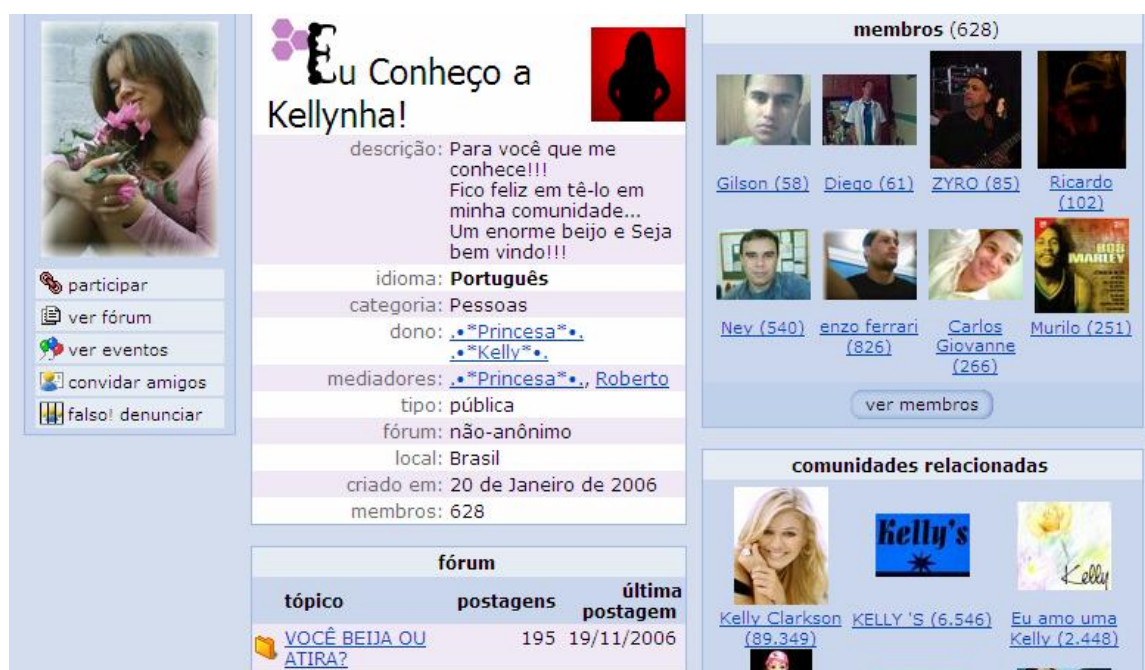 participar
ver fórum
ver eventos
convidar amigos
falso! denunciar
Eu Conheço a
Kellynha!
descrição: Para você que me
conhece!!!
Fico feliz em tê-lo em
minha comunidade...
Um enorme beijo e Seja
bem vindo!!!
idioma: Português
categoria: Pessoas
dono: .•*Princesa*•.
.•*Kelly*•.
mediadores: .•*Princesa*•., Roberto
tipo: pública
fórum: não-anônimo
local: Brasil
criado em: 20 de Janeiro de 2006
membros: 628
fórum
tópico postagens última
postagem
VOCÊ BEIJA OU 195 19/11/2006
ATIRA?
membros (628)
Gilson (58) Diego (61) ZYRO (85) Ricardo
(102)
BOB
MARLEY
Ney (540) enzo ferrari Carlos Murilo (251)
(826) Giovanne
(266)
ver membros
comunidades relacionadas
Kelly's
Kelly
Kelly Clarkson KELLY 'S (6.546) Eu amo uma
(89.349) Kelly (2.448)